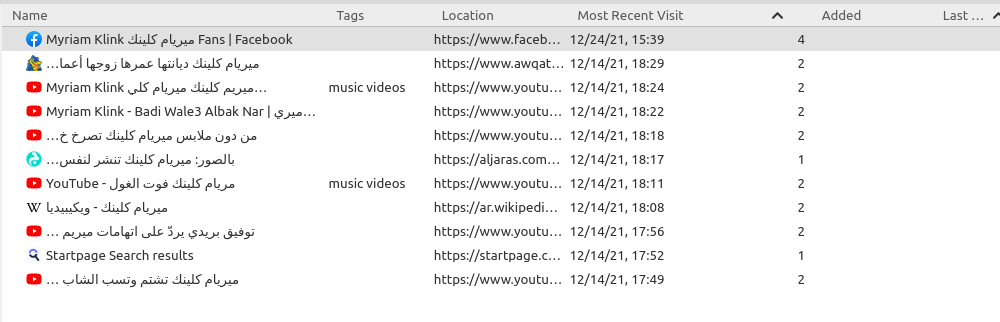 Name Tags Location Most Recent Visit Added Last ...
Myriam Klink ميريام كلينك Fans | Facebook https://www.faceb... 12/24/21, 15:39 4
ميريام كلينك ديانتها عمرها زوجها أعما... https://www.awqat... 12/14/21, 18:29 2
Myriam Klink ميريم كلينك ميريام كلي... music videos https://www.youtu... 12/14/21, 18:24 2
Myriam Klink - Badi Wale3 Albak Nar | ميري... https://www.youtu... 12/14/21, 18:22 2
من دون ملابس ميريام كلينك تصرخ خ... https://www.youtu... 12/14/21, 18:18 2
بالصور: ميريام كلينك تنشر لنفس... https://aljaras.com... 12/14/21, 18:17 1
مريام كلينك فوت الغول - YouTube music videos https://www.youtu... 12/14/21, 18:11 2
ميريام كلينك - ويكيبيديا https://ar.wikipedi... 12/14/21, 18:08 2
توفيق بريدي يردّ على اتهامات ميريم ... https://www.youtu... 12/14/21, 17:56 2
Startpage Search results https://startpage.c... 12/14/21, 17:52 1
ميريام كلينك تشتم وتسب الشاب ... https://www.youtu... 12/14/21, 17:49 2